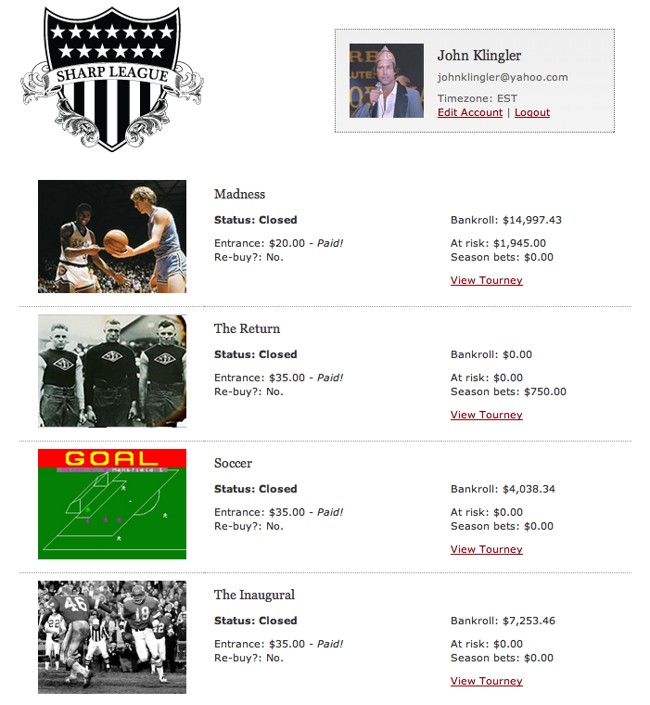 SHARP LEAGUE
John Klingler
johnklingler@yahoo.com
Timezone: EST
Edit Account | Logout
Madness
Status: Closed
Entrance: $20.00 - Paid!
Re-buy?: No.
Bankroll: $14,997.43
At risk: $1,945.00
Season bets: $0.00
View Tourney
The Return
Status: Closed
Entrance: $35.00 - Paid!
Re-buy?: No.
Bankroll: $0.00
At risk: $0.00
Season bets: $750.00
View Tourney
GOAL
Mansfield 1
Soccer
Status: Closed
Entrance: $35.00 - Paid!
Re-buy?: No.
Bankroll: $4,038.34
At risk: $0.00
Season bets: $0.00
View Tourney
46
18
22
The Inaugural
Status: Closed
Entrance: $35.00 - Paid!
Re-buy?: No.
Bankroll: $7,253.46
At risk: $0.00
Season bets: $0.00
View Tourney